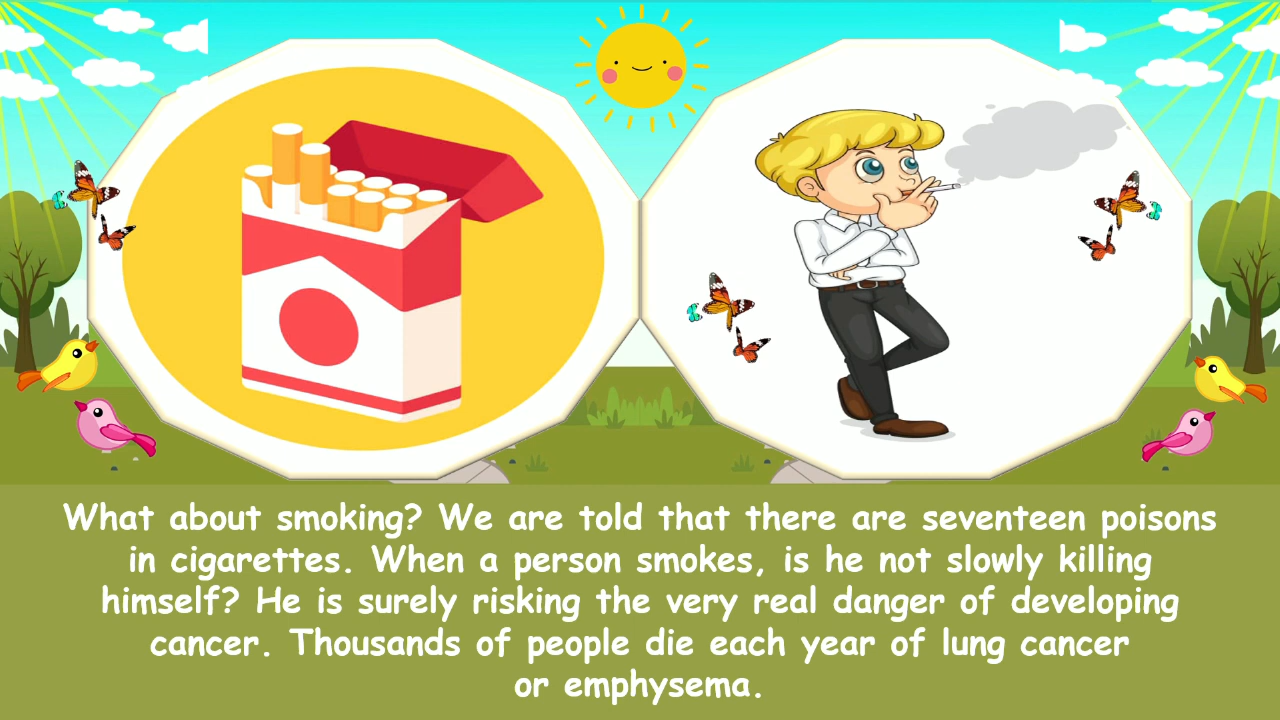 What about smoking? We are told that there are seventeen poisons
in cigarettes. When a person smokes, is he not slowly killing
himself? He is surely risking the very real danger of developing
cancer. Thousands of people die each year of lung cancer
or emphysema.